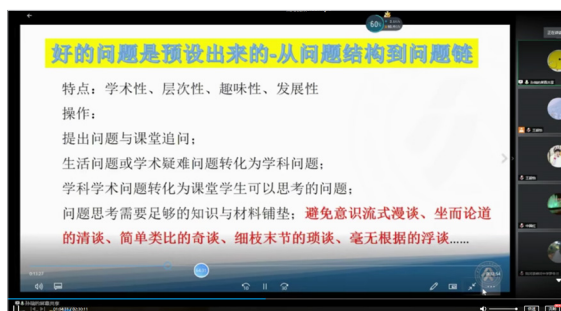 好的问题是预设出来的-从问题结构到问题链
特点：学术性、层次性、趣味性、发展性
操作：
提出问题与课堂追问；
生活问题或学术疑难问题转化为学科问题；
学科学术问题转化为课堂学生可以思考的问题；
问题思考需要足够的知识与材料铺垫；避免意识流式漫谈、坐而论道
的清谈、简单类比的奇谈、细枝末节的琐谈、毫无根据的浮谈……